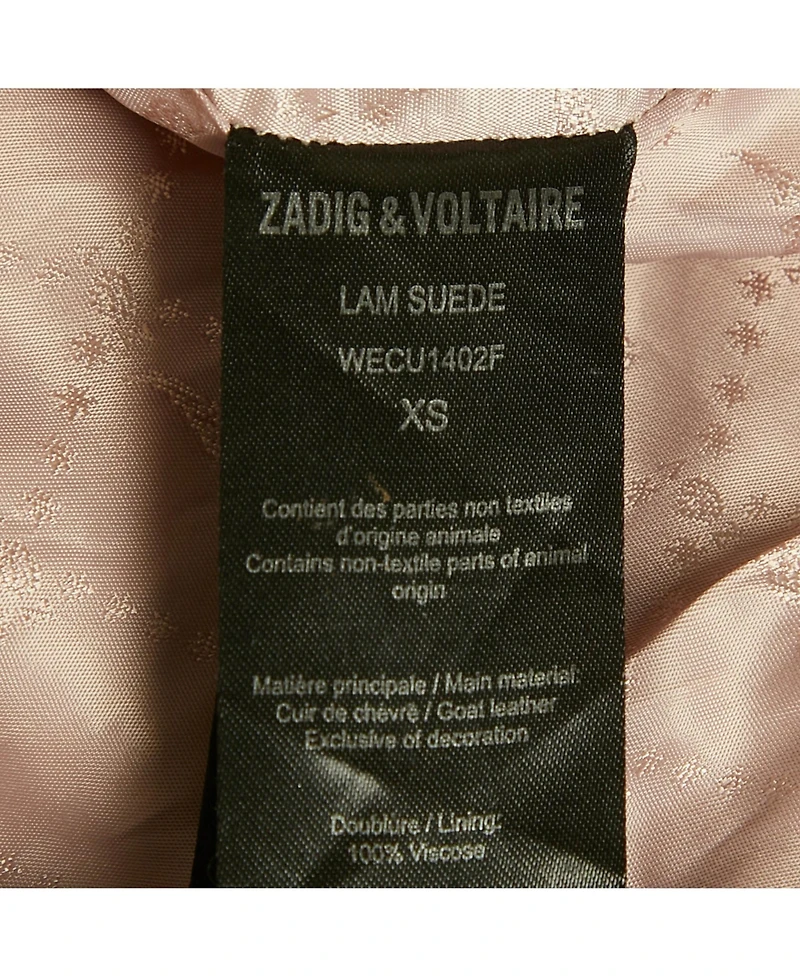 ZADIG & VOLTAIRE
LAM SUEDE
WECU1402F
XS
Contient des parties non textiles
d'origine animale
Contains non-textile parts of animal
origin
Matière principale / Main material:
Cuir de chèvre / Goat leather
Exclusive of decoration
Doublure / Lining:
100% Viscose